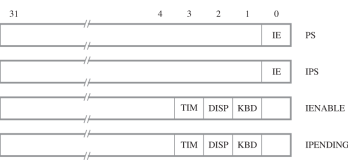 31 4 3 2 1 0
IE PS
IE IPS
TIM DISP KBD IENABLE
TIM DISP KBD IPENDING